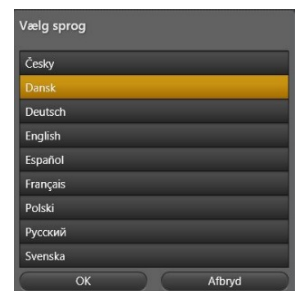 Vælg sprog
Česky
Dansk
Deutsch
English
Español
Français
Polski
Русский
Svenska
OK Afbryd